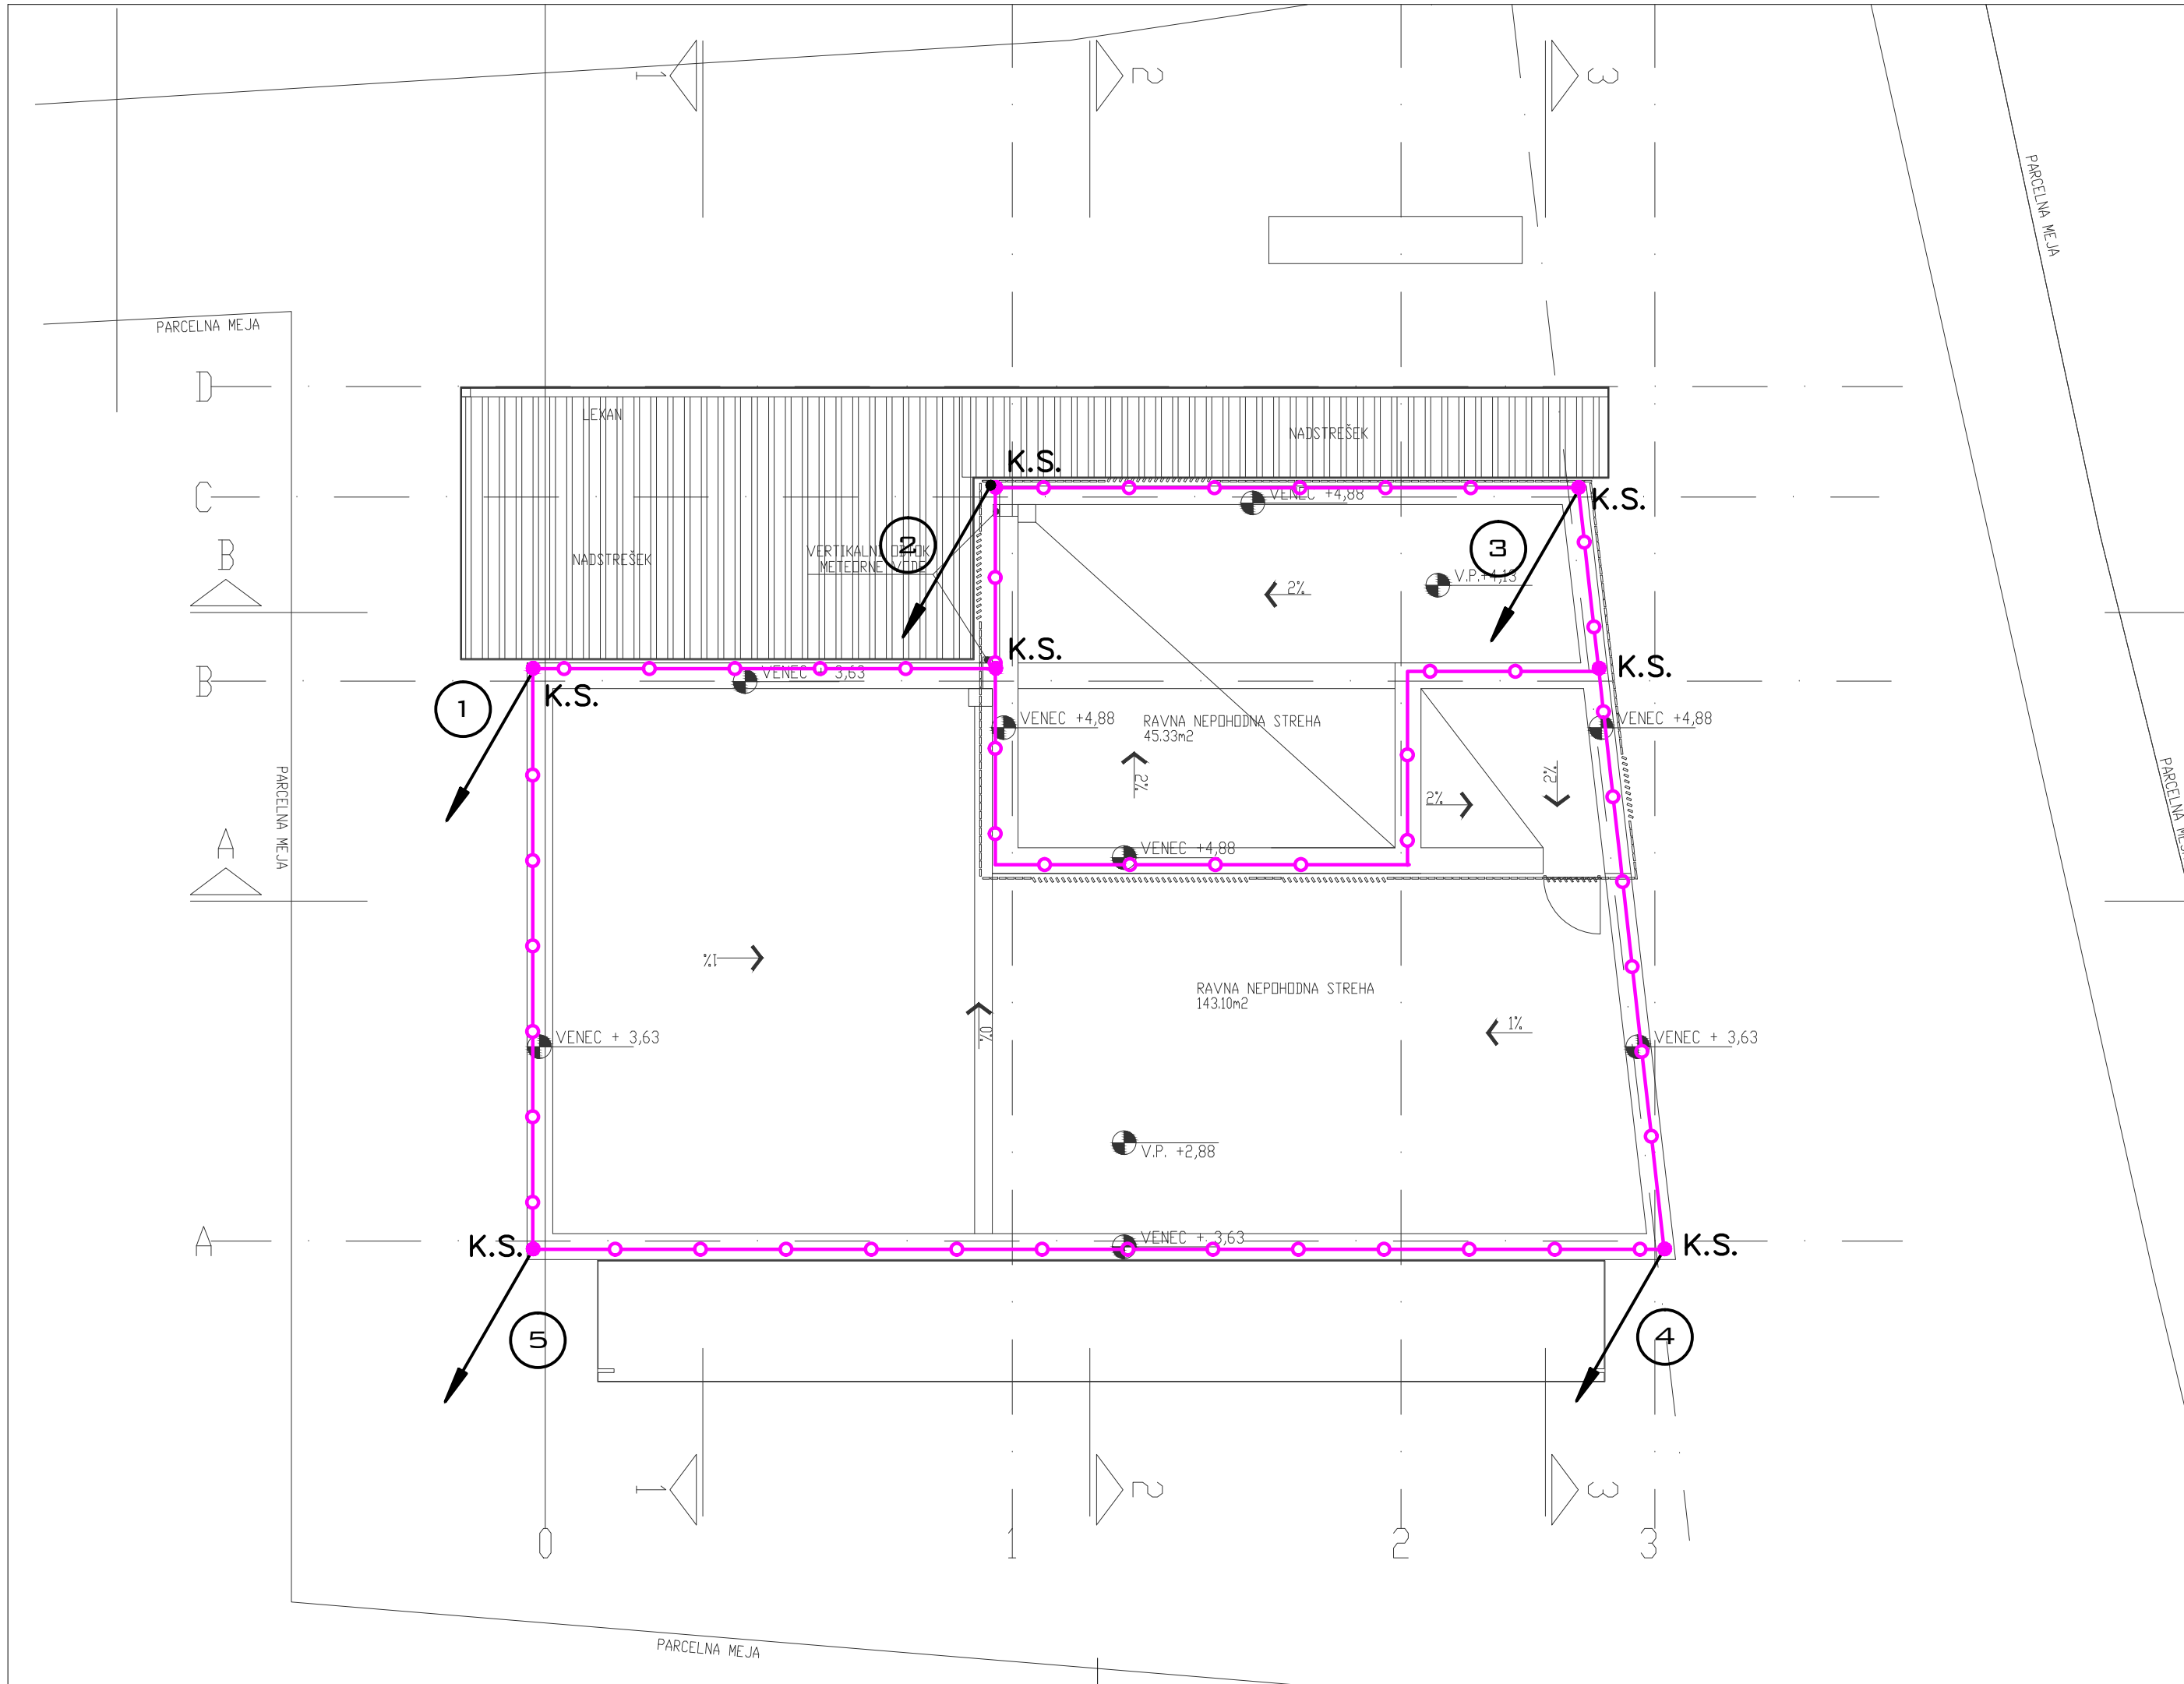 1
2
3
PARCELNA MEJA
PARCELNA MEJA
D
LEXAN
NADSTREŠEK
K.S.
C
VENEC +4,88
K.S.
2
3
B
NADSTREŠEK
VERTIKALNI ODTOK
METEORNE VODE
V.P.+4,13
2%
K.S.
K.S.
B
VENEC + 3,63
K.S.
1
VENEC +4,88
RAVNA NEPOHODNA STREHA
45.33m2
VENEC +4,88
PARCELNA MEJA
PARCELNA MEJA
2%
2%
2%
A
VENEC +4,88
1%
RAVNA NEPOHODNA STREHA
143.10m2
1%
0%
VENEC + 3,63
VENEC + 3,63
V.P. +2,88
A
VENEC + 3,63
K.S.
K.S.
5
4
1
2
3
0
1
2
3
PARCELNA MEJA